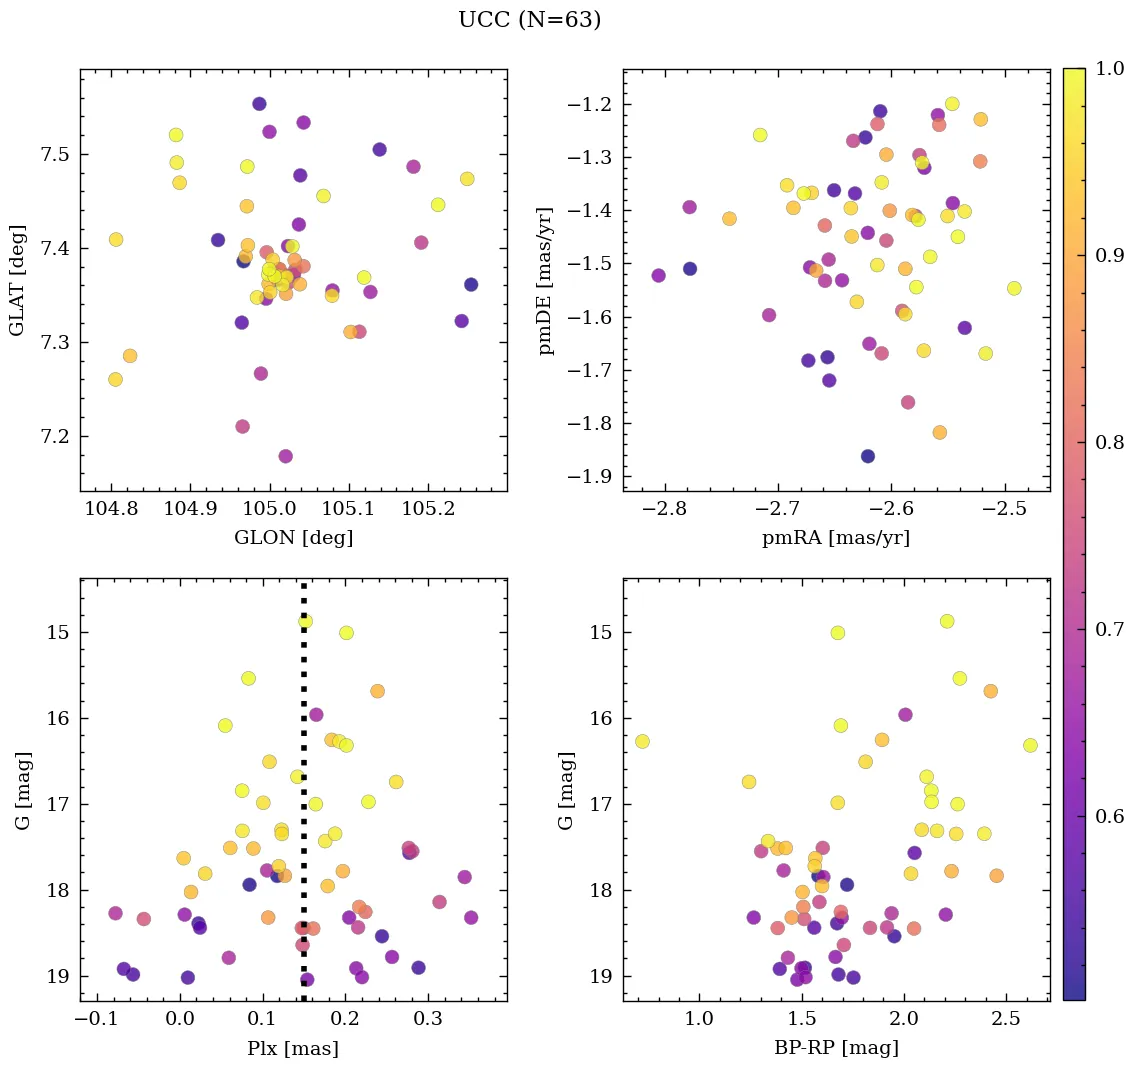 UCC (N=63)
7.5
7.4
7.3
7.2
GLAT [deg]
104.8 104.9 105.0 105.1 105.2
GLON [deg]
−1.2
−1.3
−1.4
−1.5
−1.6
−1.7
−1.8
−1.9
pmDE [mas/yr]
−2.8 −2.7 −2.6 −2.5
pmRA [mas/yr]
1.0
0.9
0.8
0.7
0.6
15
16
17
18
19
G [mag]
−0.1 0.0 0.1 0.2 0.3
Plx [mas]
15
16
17
18
19
G [mag]
1.0 1.5 2.0 2.5
BP-RP [mag]